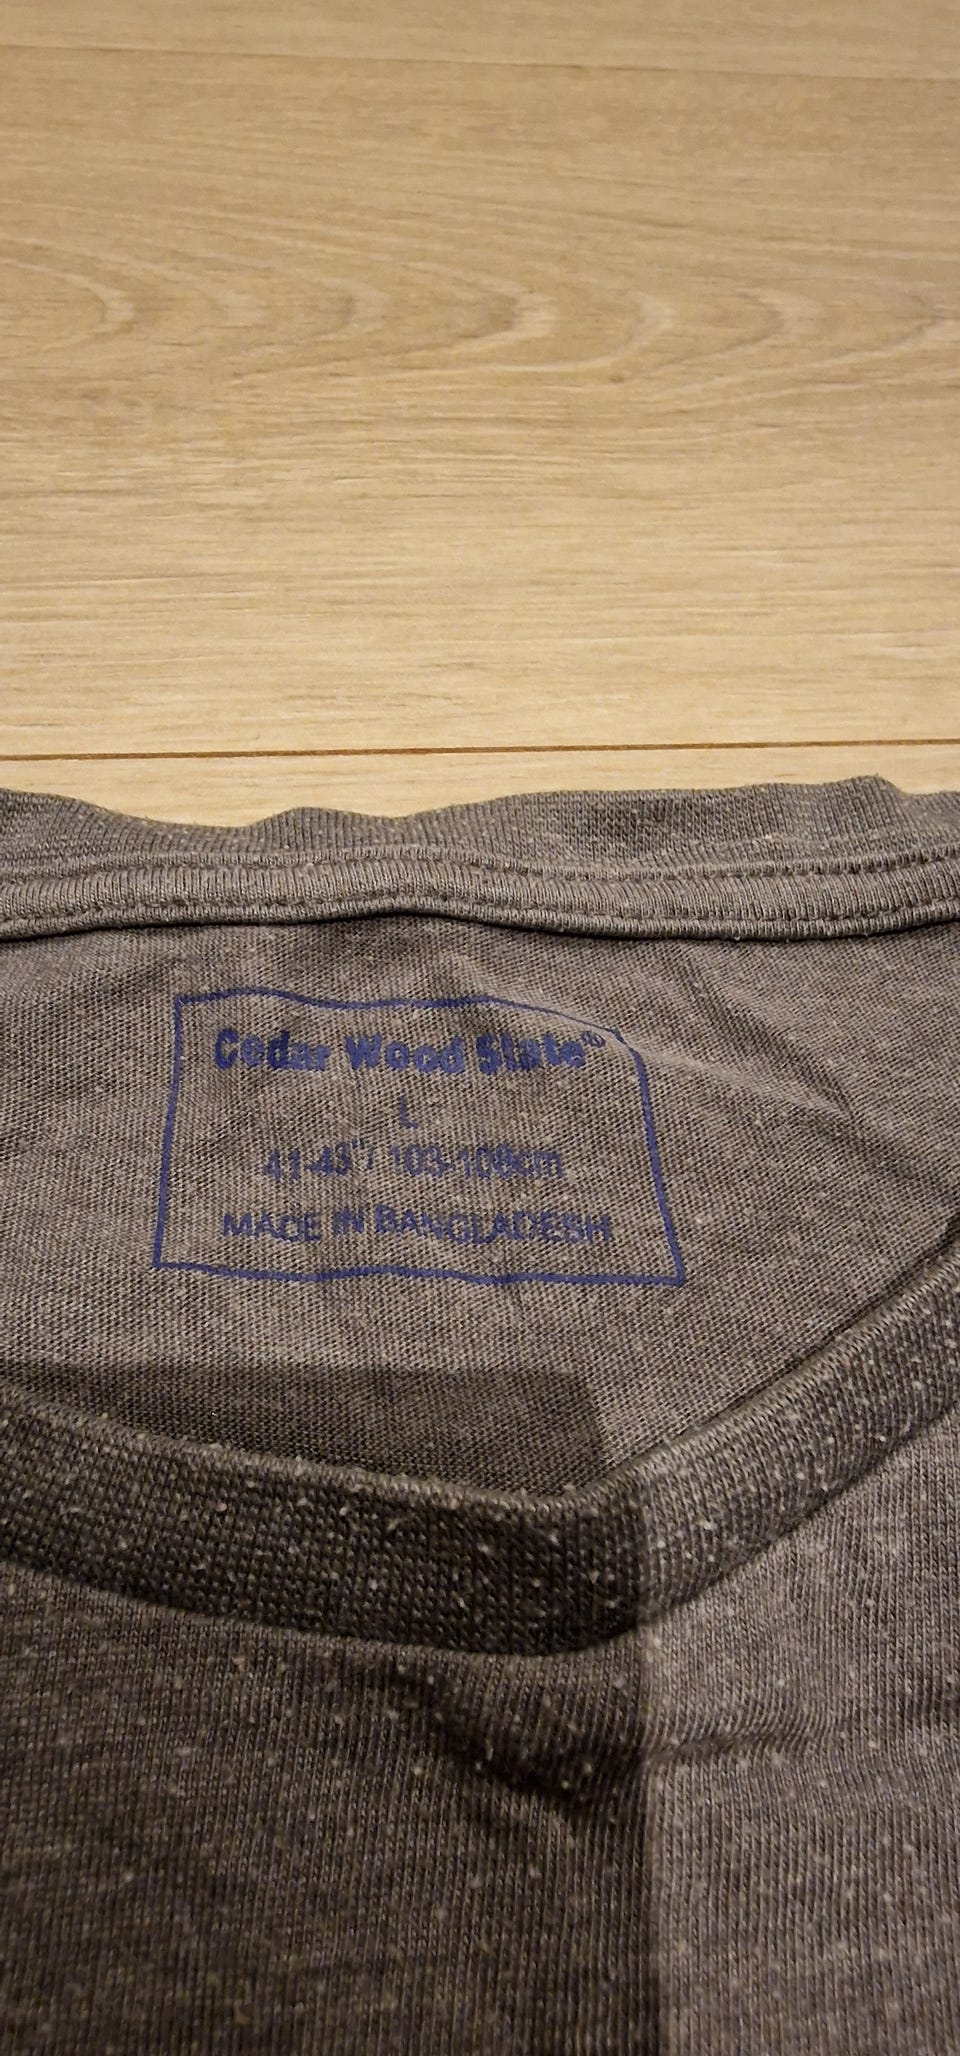 Cedar Wood State®
L
41-43"/ 103-108cm
MADE IN BANGLADESH